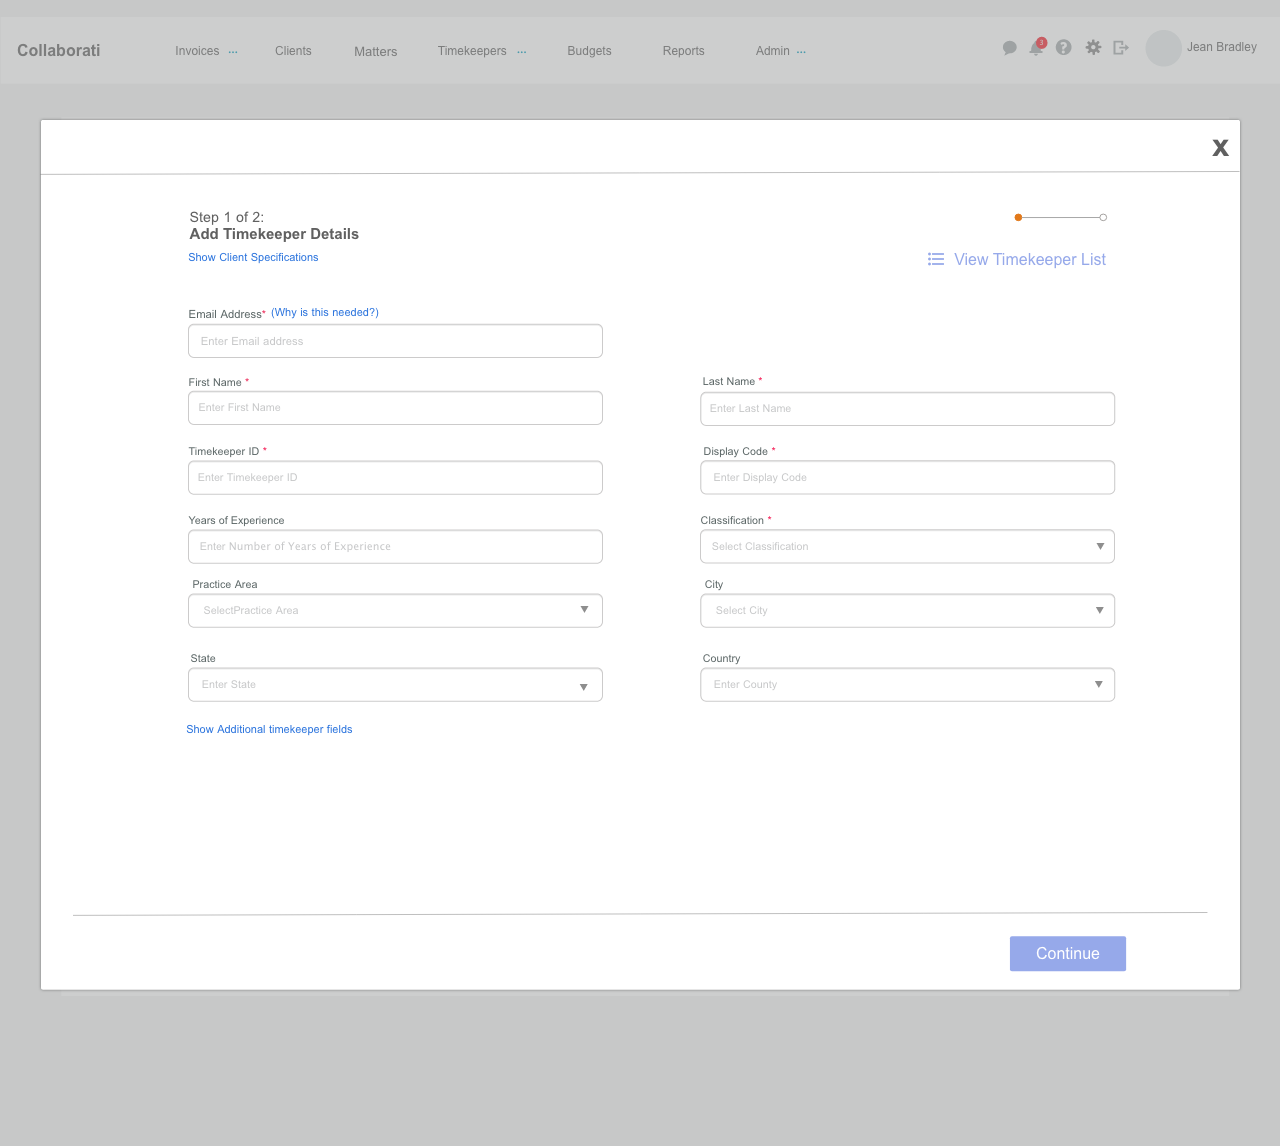 Collaborati
Invoices ...
Clients
Matters
Timekeepers ...
Budgets
Reports
Admin ...
3
?
Jean Bradley
X
Step 1 of 2:
Add Timekeeper Details
Show Client Specifications
View Timekeeper List
Email Address* (Why is this needed?)
Enter Email address
First Name *
Last Name *
Enter First Name
Enter Last Name
Timekeeper ID *
Display Code *
Enter Timekeeper ID
Enter Display Code
Years of Experience
Classification *
Enter Number of Years of Experience
Select Classification
Practice Area
City
SelectPractice Area
Select City
State
Country
Enter State
Enter County
Show Additional timekeeper fields
Continue